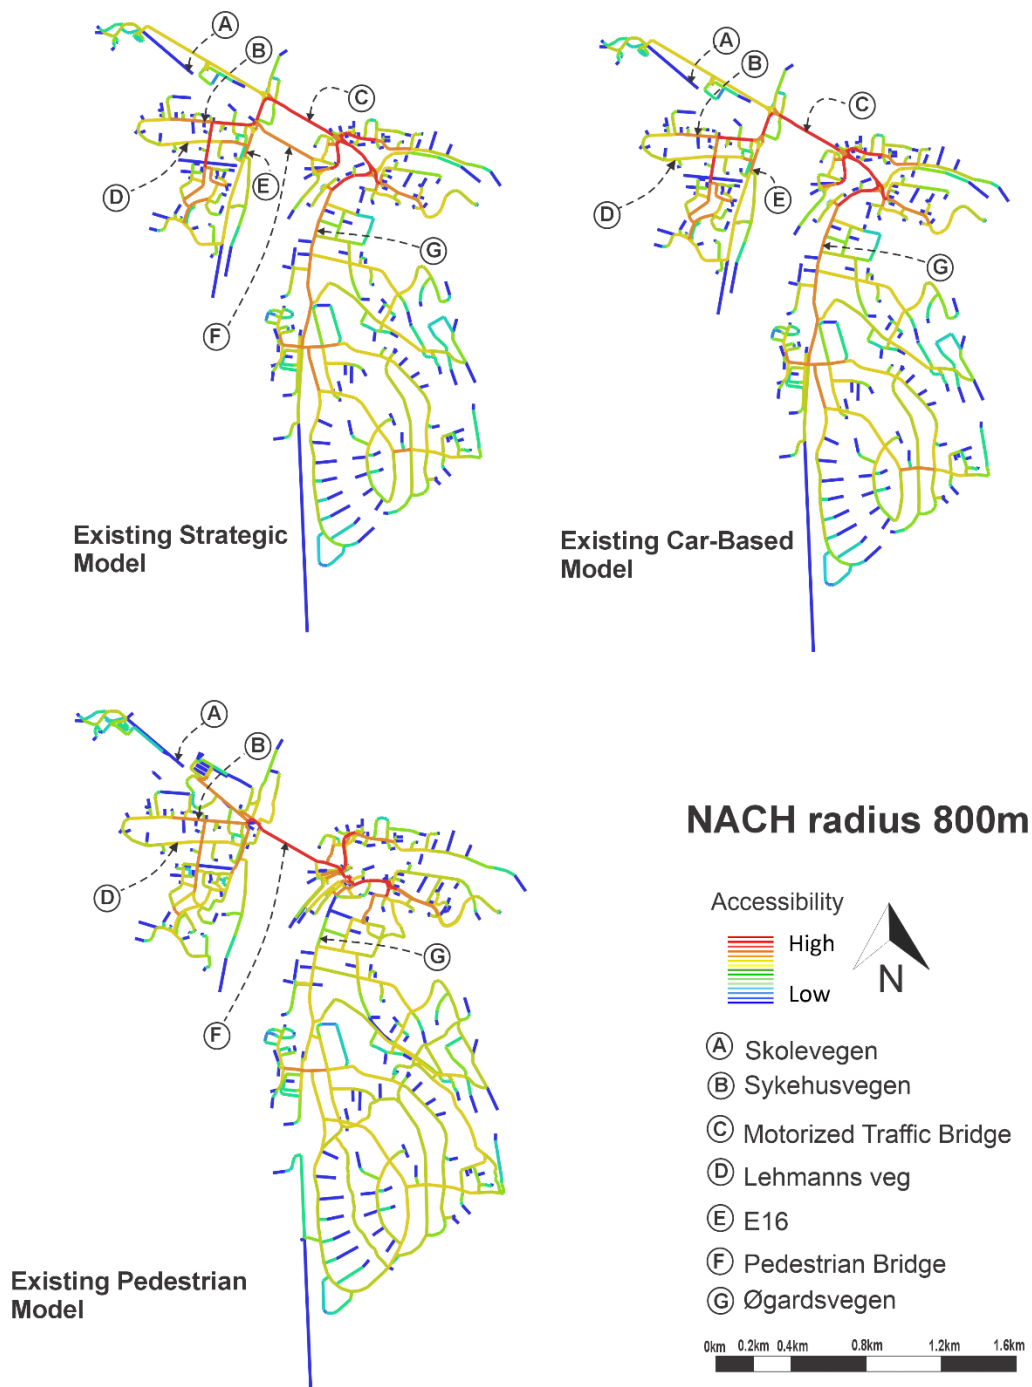 A
B
C
D
E
F
G
Existing Strategic
Model
A
B
C
D
E
G
Existing Car-Based
Model
A
B
D
F
G
Existing Pedestrian
Model
NACH radius 800m
Accessibility
High
Low
N
A Skolevegen
B Sykehusvegen
C Motorized Traffic Bridge
D Lehmanns veg
E E16
F Pedestrian Bridge
G Øgardsvegen
0km 0.2km 0.4km 0.8km 1.2km 1.6km